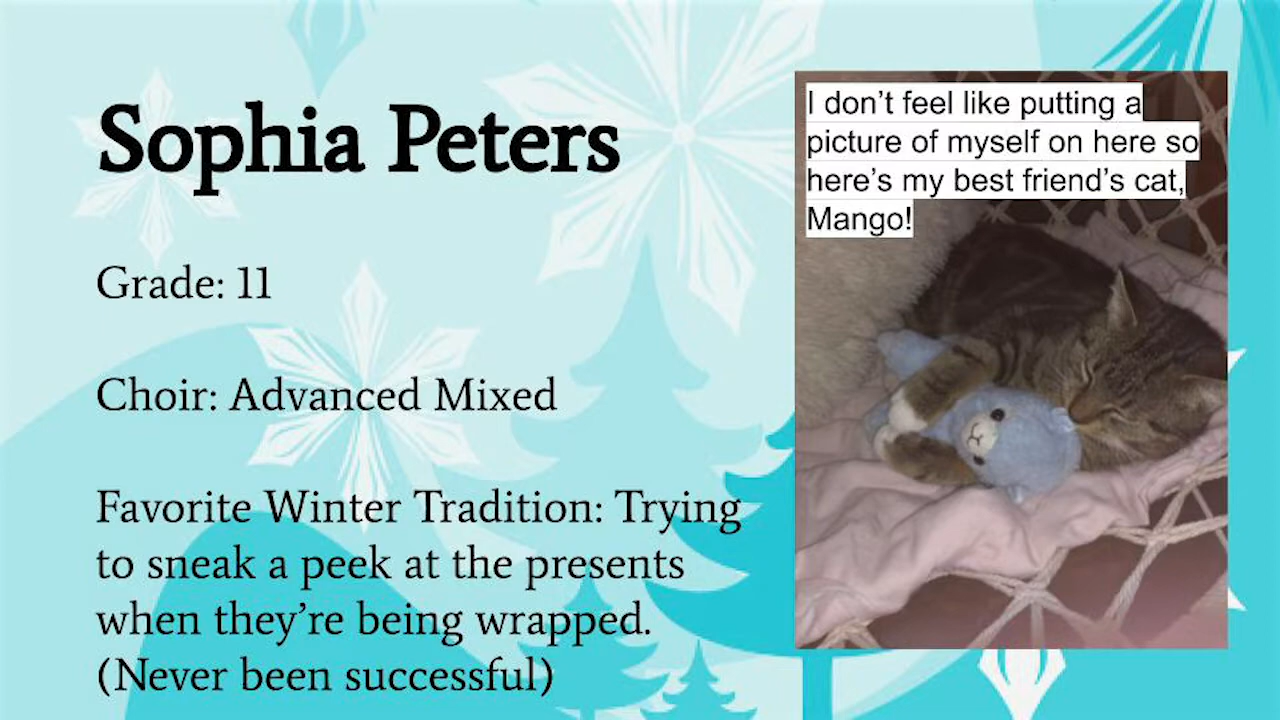 Sophia Peters
Grade: 11
Choir: Advanced Mixed
Favorite Winter Tradition: Trying
to sneak a peek at the presents
when they're being wrapped.
(Never been successful)
I don't feel like putting a
picture of myself on here so
here's my best friend's cat,
Mango!